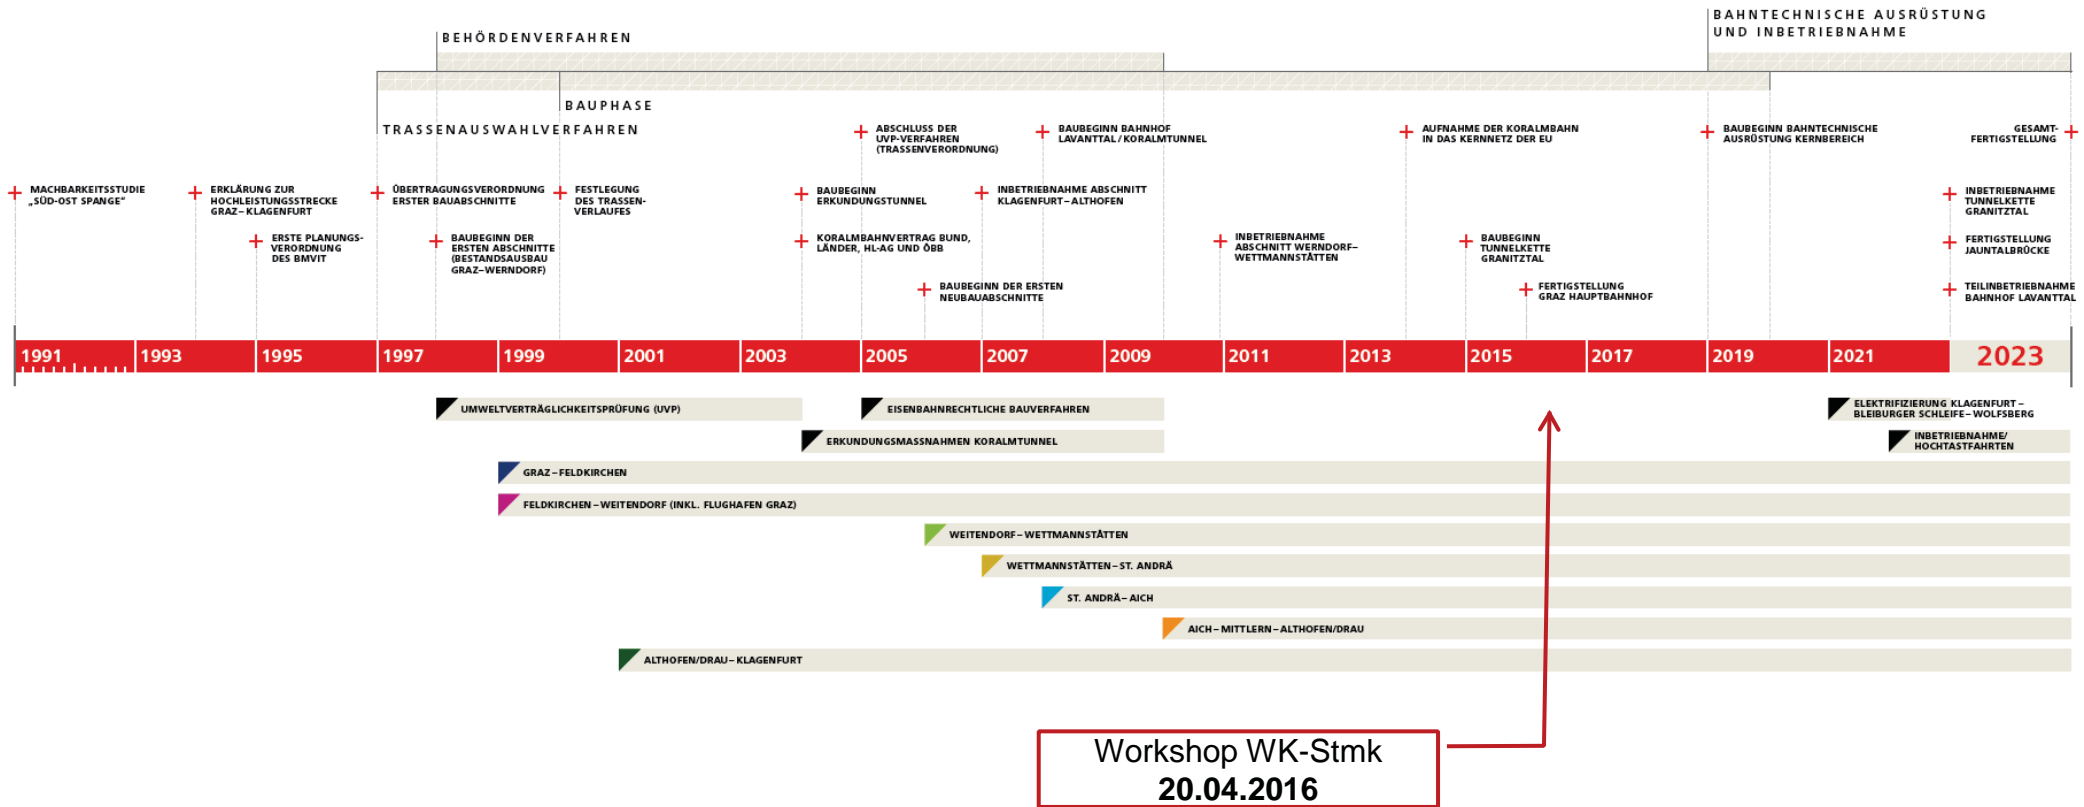 BAHNTECHNISCHE AUSRÜSTUNG
UND INBETRIEBNAHME
BEHÖRDENVERFAHREN
BAUPHASE
TRASSENAUSWAHLVERFAHREN
ABSCHLUSS DER
UVP-VERFAHREN
(TRASSENVERORDNUNG)
BAUBEGINN BAHNHOF
LAVANTTAL/KORALMTUNNEL
AUFNAHME DER KORALMBAHN
IN DAS KERNNETZ DER EU
BAUBEGINN BAHNTECHNISCHE
AUSRÜSTUNG KERNBEREICH
GESAMT-
FERTIGSTELLUNG
MACHBARKEITSSTUDIE
„SÜD-OST SPANGE“
ERKLÄRUNG ZUR
HOCHLEISTUNGSSTRECKE
GRAZ–KLAGENFURT
ÜBERTRAGUNGSVERORDNUNG
ERSTER BAUABSCHNITTE
FESTLEGUNG
DES TRASSEN-
VERLAUFES
BAUBEGINN
ERKUNDUNGSTUNNEL
INBETRIEBNAHME ABSCHNITT
KLAGENFURT–ALTHOFEN
INBETRIEBNAHME
TUNNELKETTE
GRANITZTAL
ERSTE PLANUNGS-
VERORDNUNG
DES BMVIT
BAUBEGINN DER
ERSTEN ABSCHNITTE
(BESTANDSAUSBAU
GRAZ–WERNDORF)
KORALMBAHNVERTRAG BUND,
LÄNDER, HL-AG UND ÖBB
INBETRIEBNAHME
ABSCHNITT WERNDORF–
WETTMANNSTÄTTEN
BAUBEGINN
TUNNELKETTE
GRANITZTAL
FERTIGSTELLUNG
JAUNTALBRÜCKE
BAUBEGINN DER ERSTEN
NEUBAUABSCHNITTE
FERTIGSTELLUNG
GRAZ HAUPTBAHNHOF
TEILINBETRIEBNAHME
BAHNHOF LAVANTTAL
1991 1993 1995 1997 1999 2001 2003 2005 2007 2009 2011 2013 2015 2017 2019 2021 2023
UMWELTVERTRÄGLICHKEITSPRÜFUNG (UVP)
EISENBAHNRECHTLICHE BAUVERFAHREN
ELEKTRIFIZIERUNG KLAGENFURT–
BLEIBURGER SCHLEIFE–WOLFSBERG
ERKUNDUNGSMASSNAHMEN KORALMTUNNEL
INBETRIEBNAHME/
HOCHTASTFAHRTEN
GRAZ–FELDKIRCHEN
FELDKIRCHEN–WEITENDORF (INKL. FLUGHAFEN GRAZ)
WEITENDORF–WETTMANNSTÄTTEN
WETTMANNSTÄTTEN–ST. ANDRÄ
ST. ANDRÄ–AICH
AICH–MITTLERN–ALTHOFEN/DRAU
ALTHOFEN/DRAU–KLAGENFURT
Workshop WK-Stmk
20.04.2016